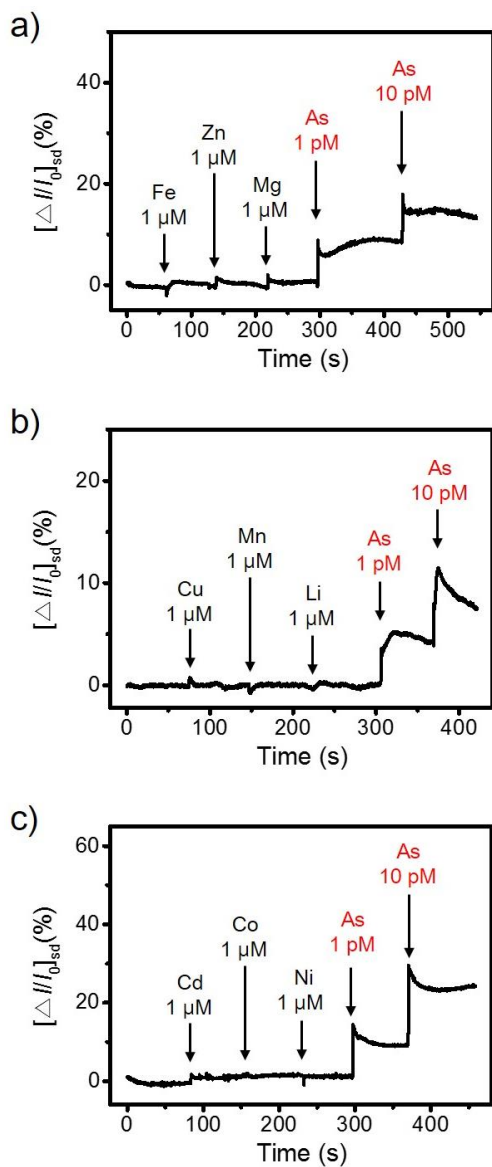 a)
[△I/I0]sd(%)
40
20
0
Fe
1 µM
Zn
1 µM
Mg
1 µM
As
1 pM
As
10 pM
0 100 200 300 400 500
Time (s)
b)
[△I/I0]sd(%)
20
10
0
Cu
1 µM
Mn
1 µM
Li
1 µM
As
1 pM
As
10 pM
0 100 200 300 400
Time (s)
c)
[△I/I0]sd(%)
60
40
20
0
Cd
1 µM
Co
1 µM
Ni
1 µM
As
1 pM
As
10 pM
0 100 200 300 400
Time (s)